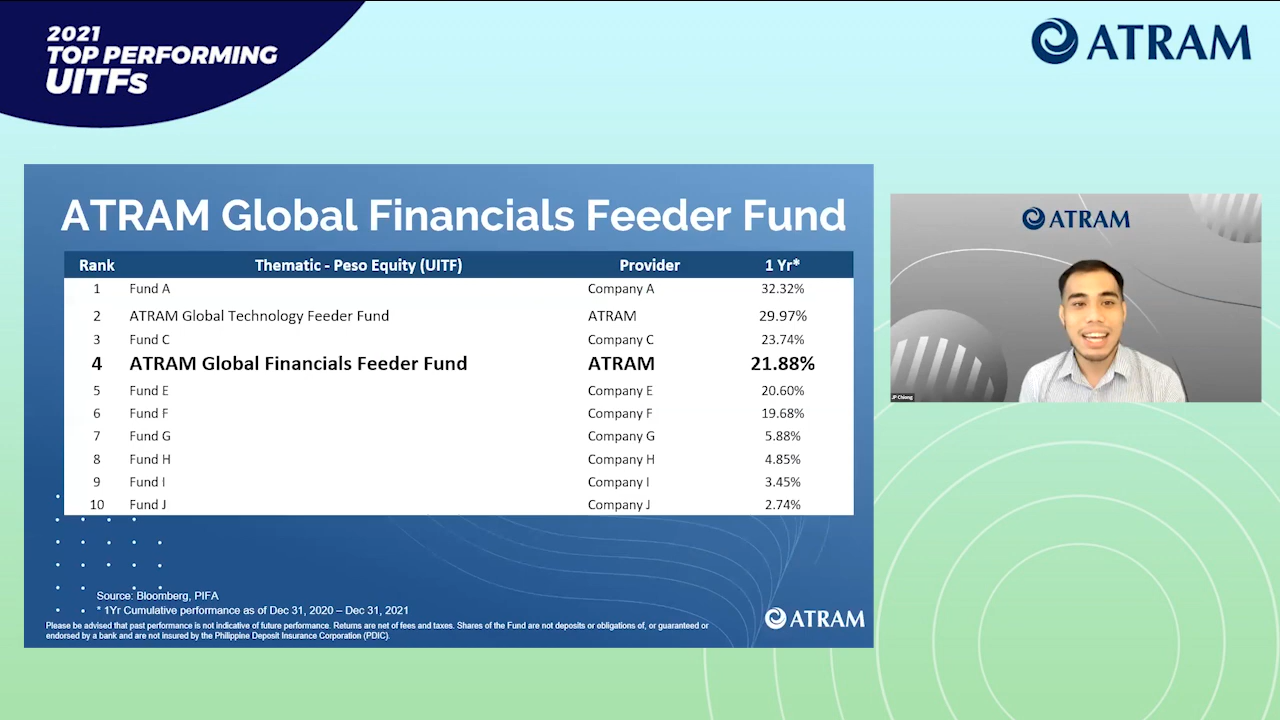 2021
TOP PERFORMING
UITFs
ATRAM
ATRAM Global Financials Feeder Fund
Rank Thematic - Peso Equity (UITF) Provider 1 Yr*
1 Fund A Company A 32.32%
2 ATRAM Global Technology Feeder Fund ATRAM 29.97%
3 Fund C Company C 23.74%
4 ATRAM Global Financials Feeder Fund ATRAM 21.88%
5 Fund E Company E 20.60%
6 Fund F Company F 19.68%
7 Fund G Company G 5.88%
8 Fund H Company H 4.85%
9 Fund I Company I 3.45%
10 Fund J Company J 2.74%
Source: Bloomberg, PIFA
* 1Yr Cumulative performance as of Dec 31, 2020 – Dec 31, 2021
Please be advised that past performance is not indicative of future performance. Returns are net of fees and taxes. Shares of the Fund are not deposits or obligations of, or guaranteed or
endorsed by a bank and are not insured by the Philippine Deposit Insurance Corporation (PDIC).
ATRAM
ATRAM
JP Chiong